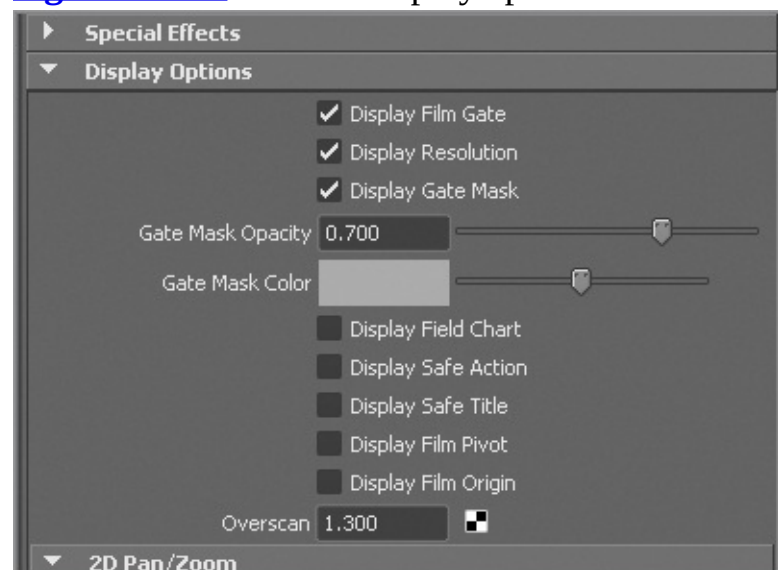 Special Effects
Display Options
Display Film Gate
Display Resolution
Display Gate Mask
Gate Mask Opacity 0.700
Gate Mask Color
Display Field Chart
Display Safe Action
Display Safe Title
Display Film Pivot
Display Film Origin
Overscan 1.300
2D Pan/Zoom